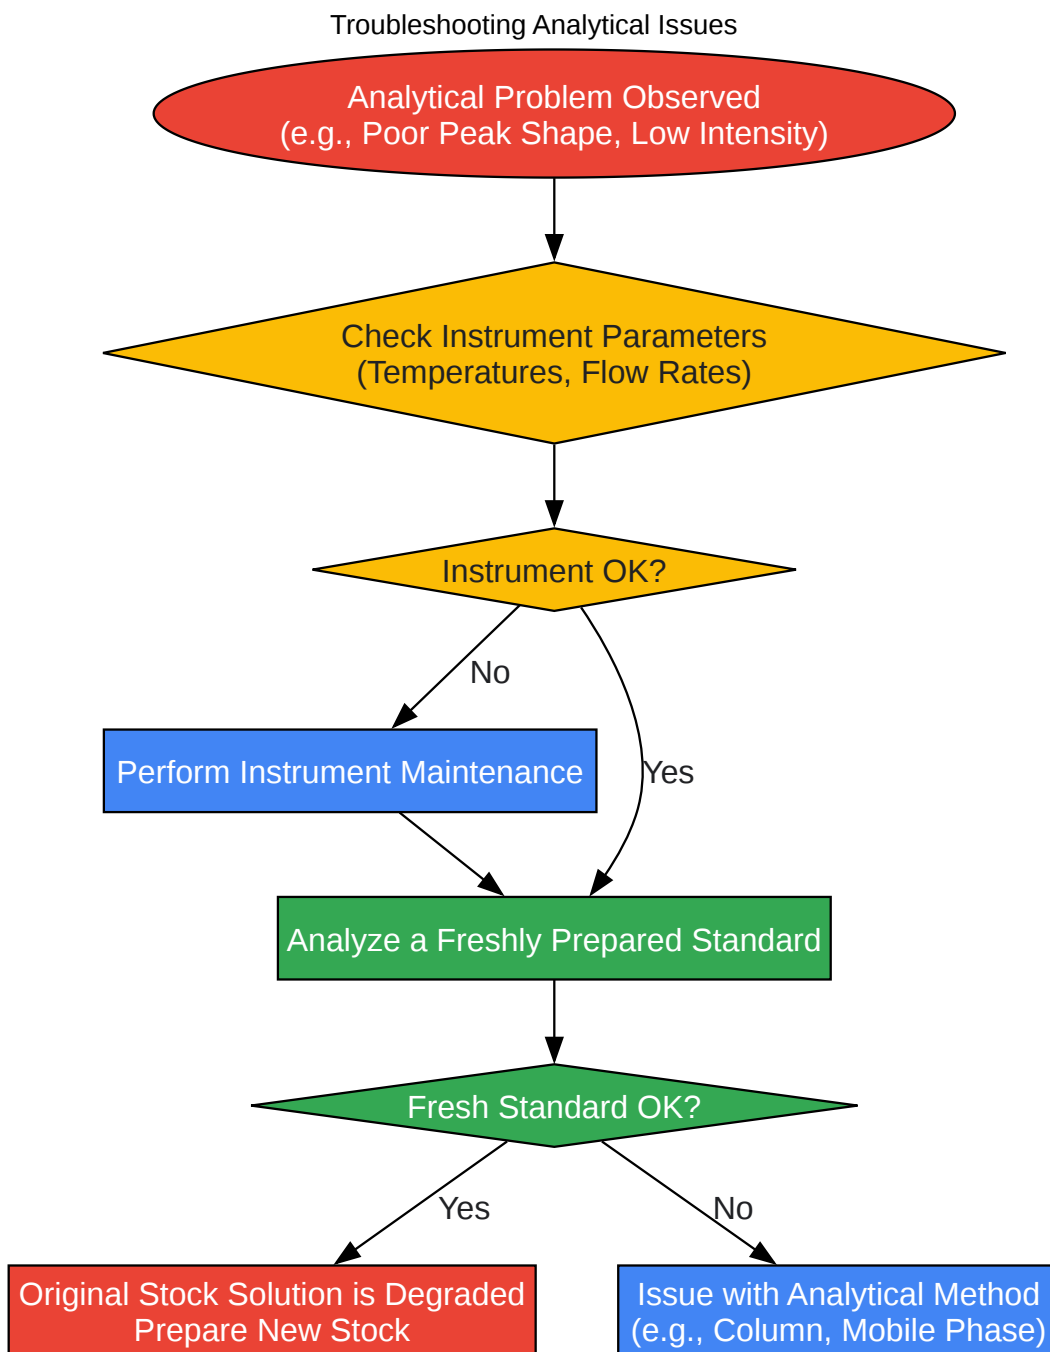 Troubleshooting Analytical Issues
Analytical Problem Observed
(e.g., Poor Peak Shape, Low Intensity)
Check Instrument Parameters
(Temperatures, Flow Rates)
Instrument OK?
No
Perform Instrument Maintenance
Yes
Analyze a Freshly Prepared Standard
Fresh Standard OK?
Yes
No
Original Stock Solution is Degraded
Prepare New Stock
Issue with Analytical Method
(e.g., Column, Mobile Phase)